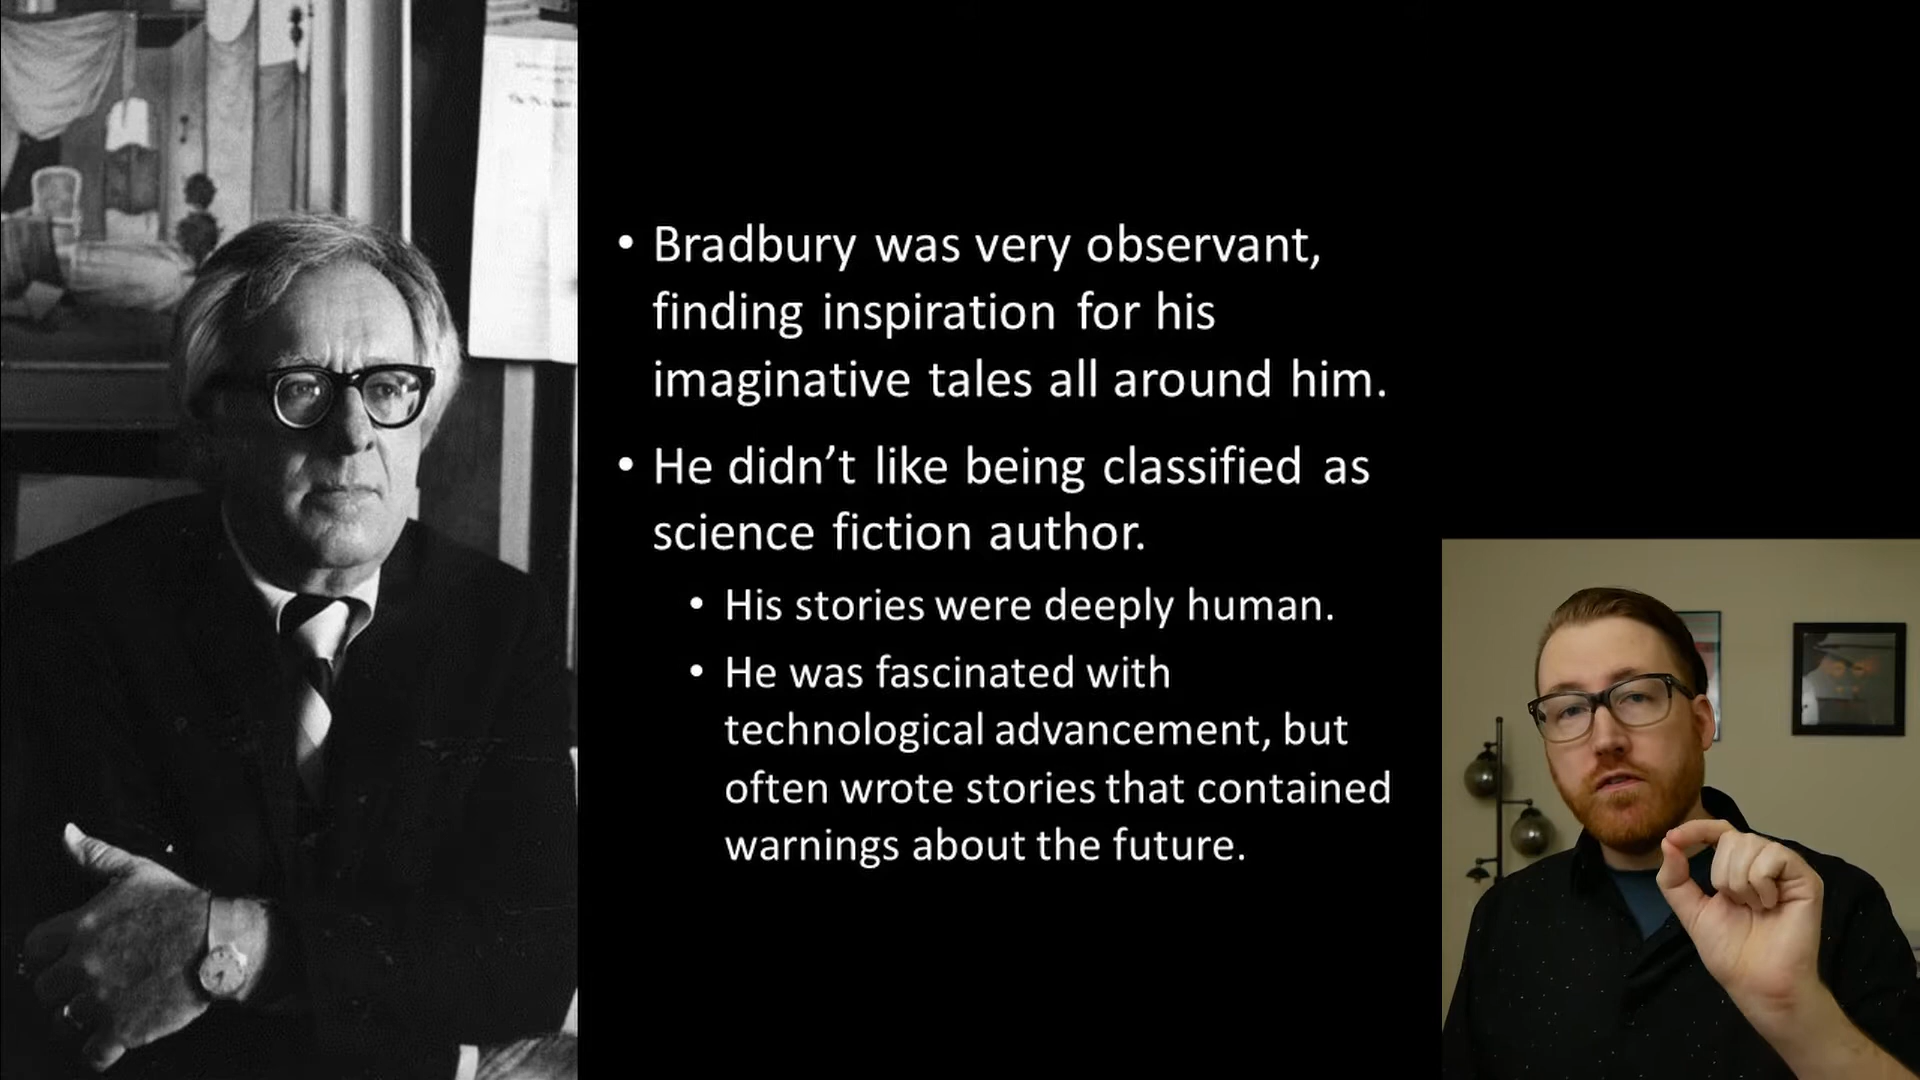 • Bradbury was very observant,
finding inspiration for his
imaginative tales all around him.
• He didn’t like being classified as
science fiction author.
• His stories were deeply human.
• He was fascinated with
technological advancement, but
often wrote stories that contained
warnings about the future.